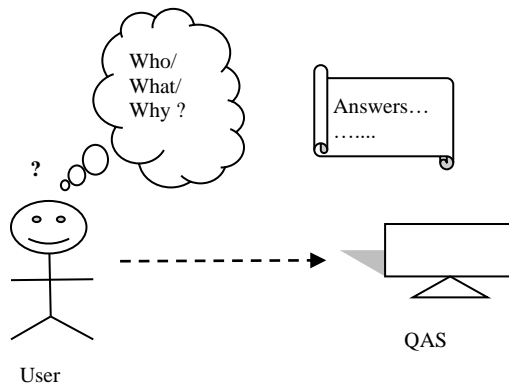 Who/
What/
Why ?
Answers…
…....
?
QAS
User